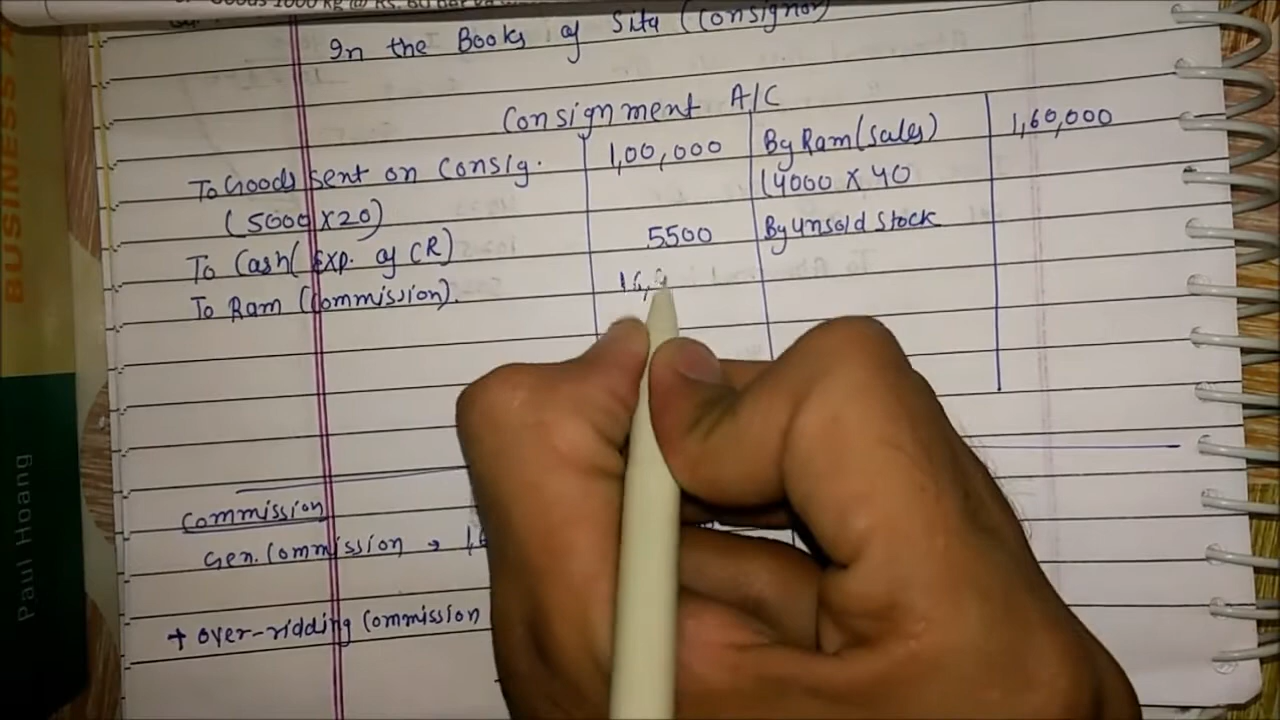 In the Books of Sita (Consignor)
Consignment A/C
To Goods sent on Consig. 1,00,000 By Ram (Sales) 1,60,000
(5000 X 20) (4000 X 40
To Cash( Exp. of CR) 5500 By Unsold Stock
To Ram (Commission).
Commission
Gen. Commission →
+ over-ridding Commission
BUSINESS
Paul Hoang